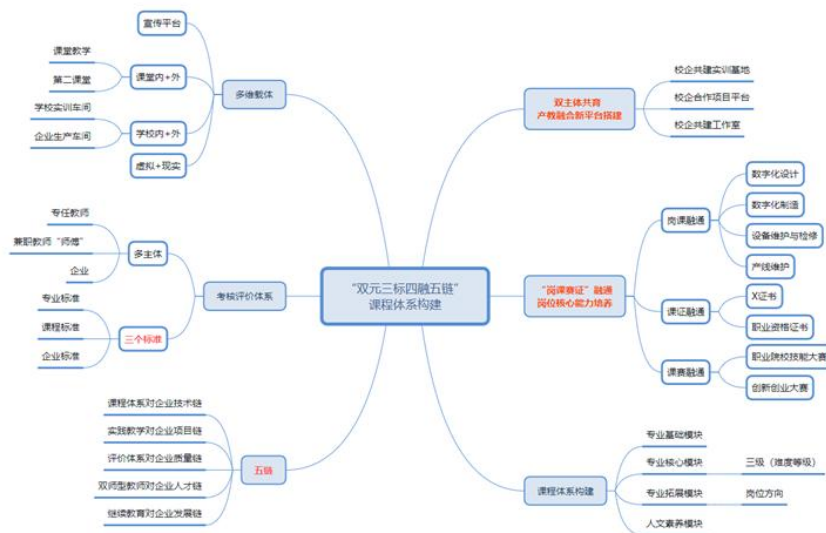 “双元三标四融五链”
课程体系构建
多维载体
宣传平台
课堂内+外
课堂教学
第二课堂
学校内+外
学校实训车间
企业生产车间
虚拟+现实
考核评价体系
多主体
专任教师
兼职教师“师傅”
企业
三个标准
专业标准
课程标准
企业标准
五链
课程体系对企业技术链
实践教学对企业项目链
评价体系对企业质量链
双师型教师对企业人才链
继续教育对企业发展链
双主体共育
产教融合新平台搭建
校企共建实训基地
校企合作项目平台
校企共建工作室
“岗课赛证”融通
岗位核心能力培养
岗课融通
数字化设计
数字化制造
设备维护与检修
产线维护
课证融通
X证书
职业资格证书
课赛融通
职业院校技能大赛
创新创业大赛
课程体系构建
专业基础模块
专业核心模块
三级（难度等级）
专业拓展模块
岗位方向
人文素养模块